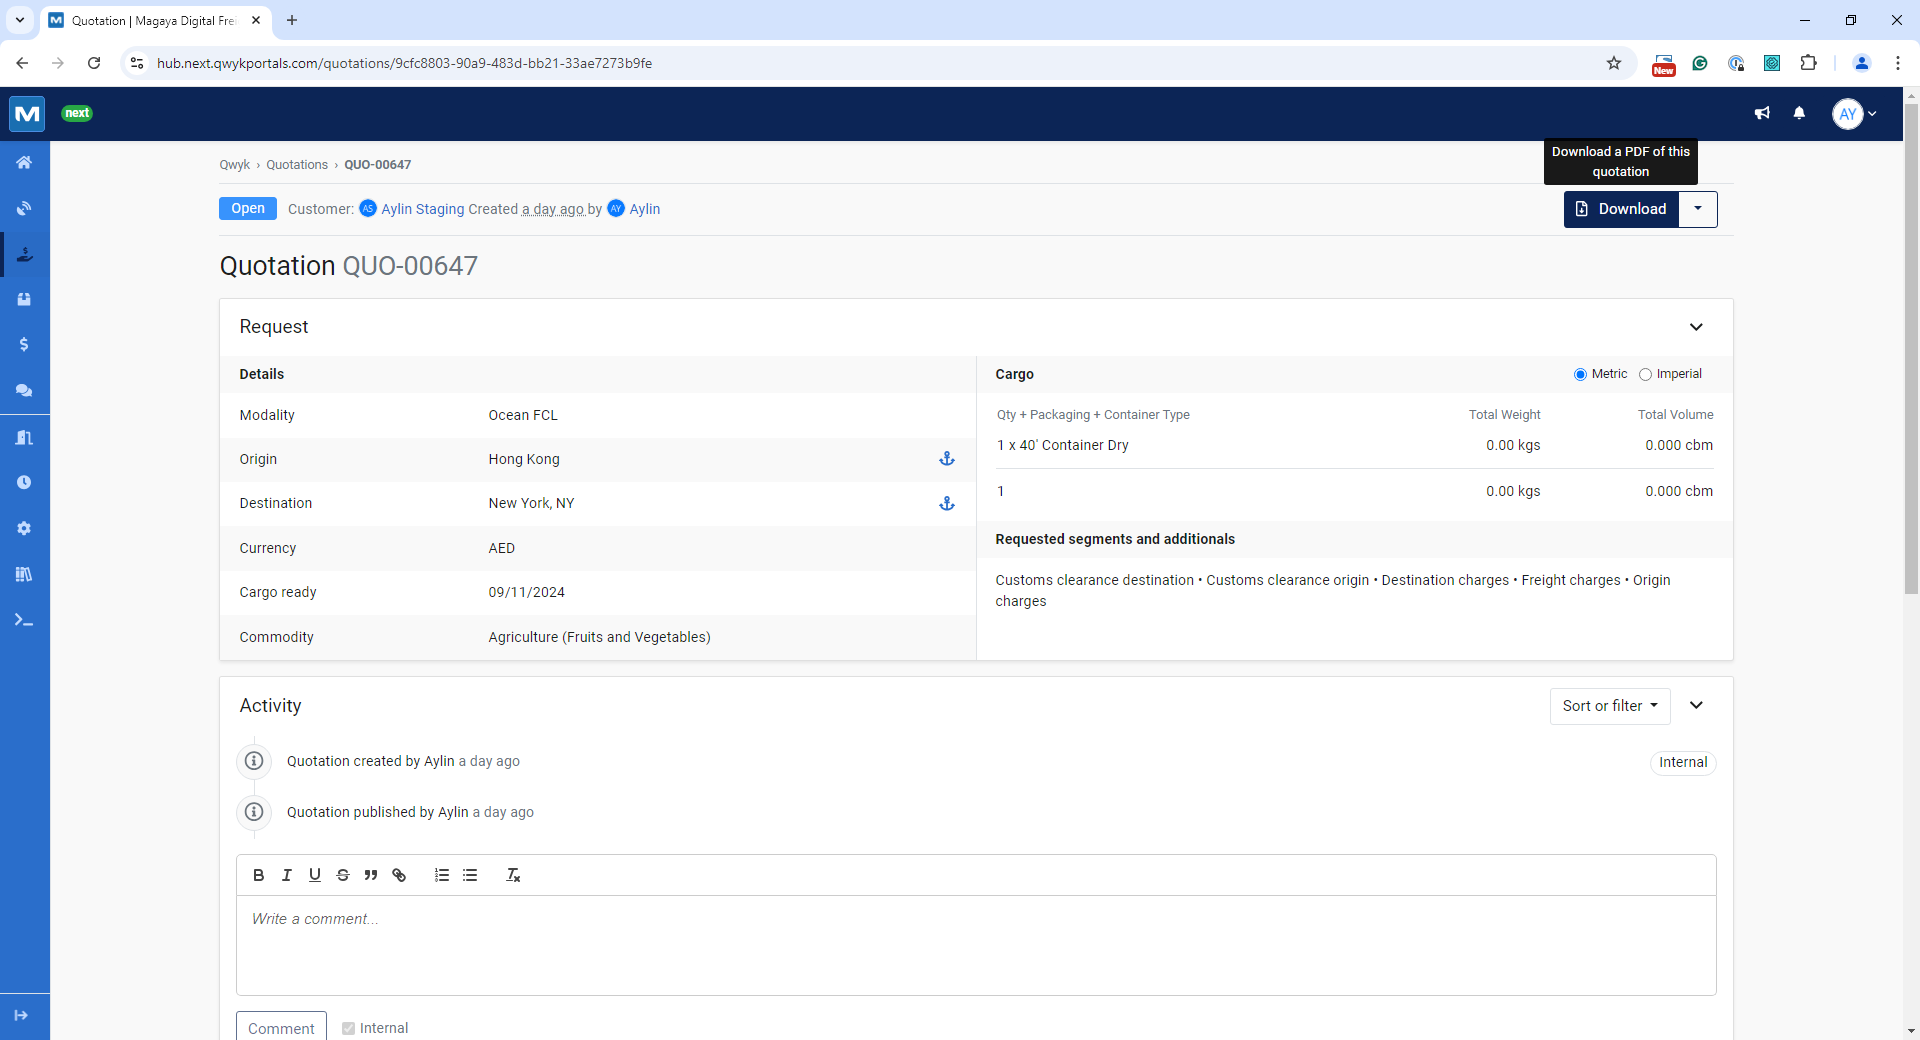 Quotation | Magaya Digital Frei
hub.next.qwykportals.com/quotations/9cfc8803-90a9-483d-bb21-33ae7273b9fe
New
M
next
AY
Download a PDF of this
quotation
Qwyk › Quotations › QUO-00647
Open Customer: AS Aylin Staging Created a day ago by AY Aylin
Download
Quotation QUO-00647
Request
Details
Cargo
Metric Imperial
Modality Ocean FCL
Qty + Packaging + Container Type Total Weight Total Volume
1 x 40' Container Dry 0.00 kgs 0.000 cbm
Origin Hong Kong
1 0.00 kgs 0.000 cbm
Destination New York, NY
Requested segments and additionals
Currency AED
Customs clearance destination • Customs clearance origin • Destination charges • Freight charges • Origin
charges
Cargo ready 09/11/2024
Commodity Agriculture (Fruits and Vegetables)
Activity
Sort or filter
Quotation created by Aylin a day ago
Internal
Quotation published by Aylin a day ago
B I U S
Write a comment...
Comment
Internal